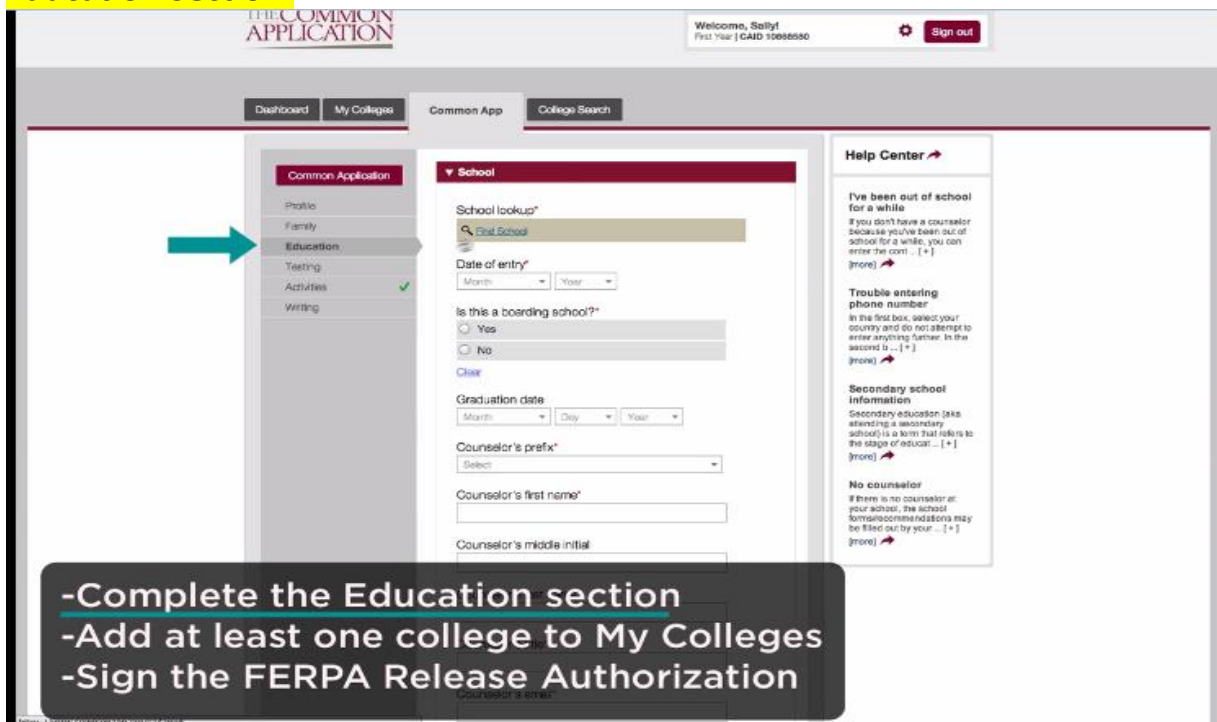 THE COMMON
APPLICATION
Welcome, Sally!
First Year | CAID 10888580
Sign out
Dashboard
My Colleges
Common App
College Search
Common Application
Profile
Family
Education
Testing
Activities
Writing
School
School lookup*
Find School
Date of entry*
Month
Year
Is this a boarding school?*
Yes
No
Clear
Graduation date
Month
Day
Year
Counselor's prefix*
Select
Counselor's first name*
Counselor's middle initial
Counselor's email*
Help Center
I've been out of school
for a while
If you don't have a counselor
because you've been out of
school for a while, you can
enter the cont ... [ + ]
[more]
Trouble entering
phone number
In the first box, select your
country and do not attempt to
enter anything further. In the
second b ... [ + ]
[more]
Secondary school
information
Secondary education (aka
attending a secondary
school) is a term that refers to
the stage of educat ... [ + ]
[more]
No counselor
If there is no counselor at
your school, the school
forms/recommendations may
be filled out by your ... [ + ]
[more]
-Complete the Education section
-Add at least one college to My Colleges
-Sign the FERPA Release Authorization